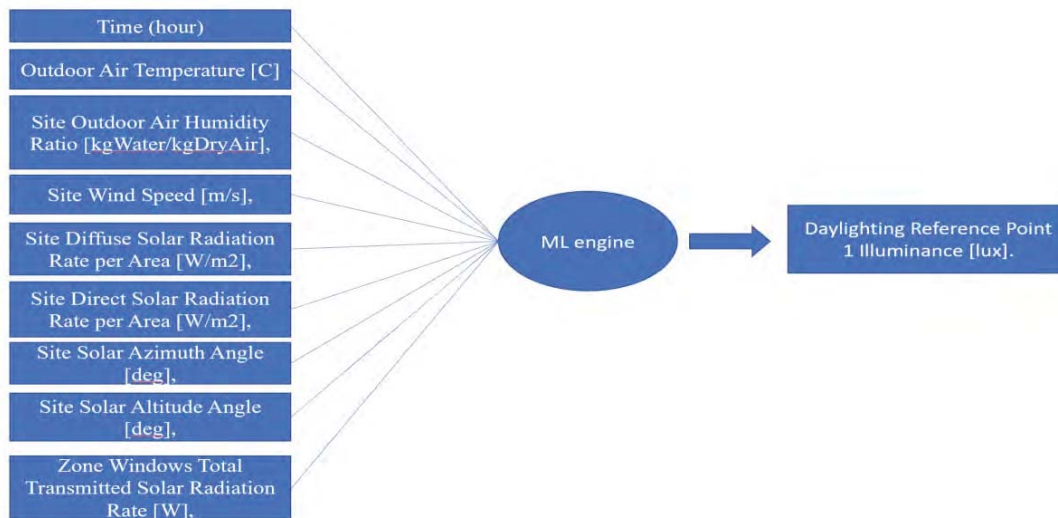 Time (hour)
Outdoor Air Temperature [C]
Site Outdoor Air Humidity
Ratio [kgWater/kgDryAir],
Site Wind Speed [m/s],
Site Diffuse Solar Radiation
Rate per Area [W/m2],
Site Direct Solar Radiation
Rate per Area [W/m2],
Site Solar Azimuth Angle
[deg],
Site Solar Altitude Angle
[deg],
Zone Windows Total
Transmitted Solar Radiation
Rate [W],
ML engine
Daylighting Reference Point
1 Illuminance [lux].